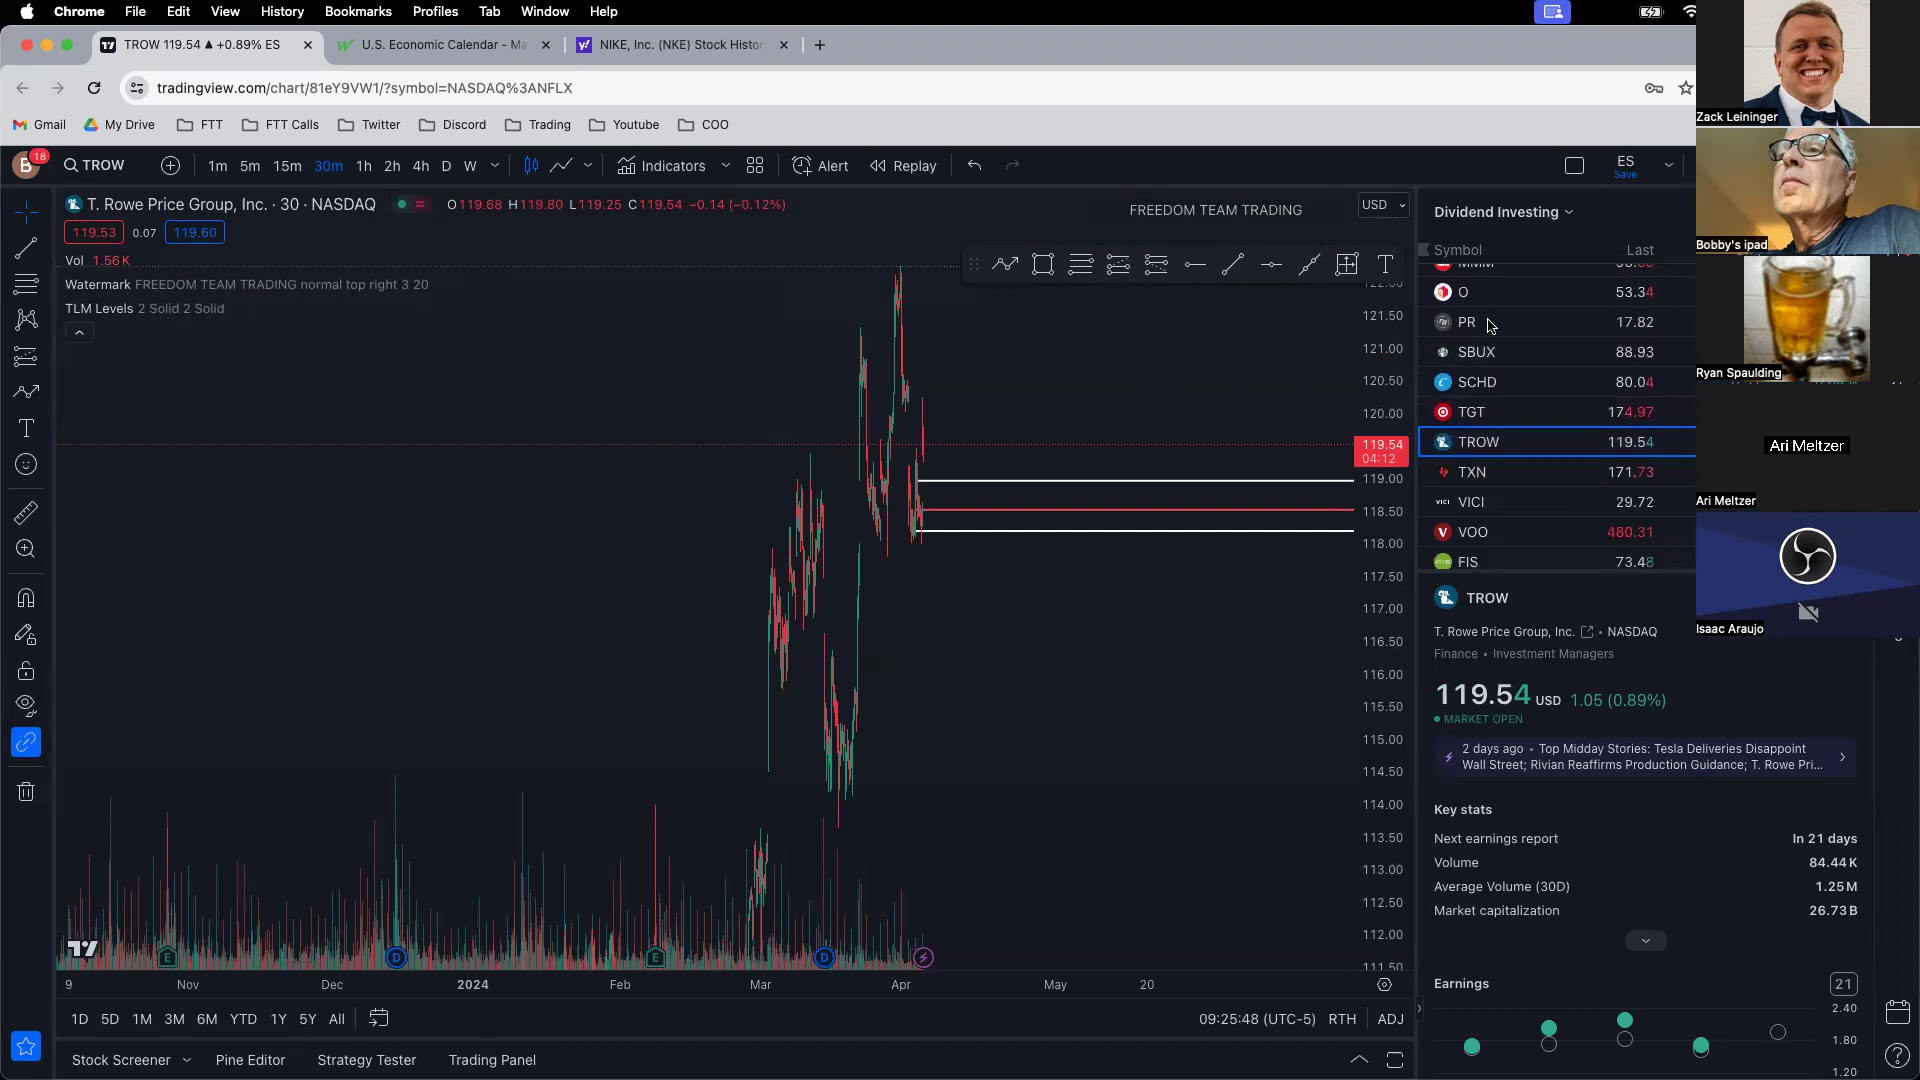 Chrome File Edit View History Bookmarks Profiles Tab Window Help
TROW 119.54 ▲ +0.89% ES
U.S. Economic Calendar - Ma
NIKE, Inc. (NKE) Stock Histor
tradingview.com/chart/81eY9VW1/?symbol=NASDAQ%3ANFLX
Gmail My Drive FTT FTT Calls Twitter Discord Trading Youtube COO
B 18 TROW 1m 5m 15m 30m 1h 2h 4h D W Indicators Alert Replay ES
Save
T. Rowe Price Group, Inc. · 30 · NASDAQ O119.68 H119.80 L119.25 C119.54 −0.14 (−0.12%)
119.53 0.07 119.60
Vol 1.56K
Watermark FREEDOM TEAM TRADING normal top right 3 20
TLM Levels 2 Solid 2 Solid
FREEDOM TEAM TRADING
USD
T
121.50
121.00
120.50
120.00
119.54
04:12
119.00
118.50
118.00
117.50
117.00
116.50
116.00
115.50
115.00
114.50
114.00
113.50
113.00
112.50
112.00
111.50
E D E D
9 Nov Dec 2024 Feb Mar Apr May 20
1D 5D 1M 3M 6M YTD 1Y 5Y All
09:25:48 (UTC-5) RTH ADJ
Stock Screener Pine Editor Strategy Tester Trading Panel
Dividend Investing
Symbol Last
O 53.34
PR 17.82
SBUX 88.93
SCHD 80.04
TGT 174.97
TROW 119.54
TXN 171.73
VICI VICI 29.72
VOO 480.31
FIS 73.48
TROW
T. Rowe Price Group, Inc. • NASDAQ
Finance • Investment Managers
119.54 USD 1.05 (0.89%)
MARKET OPEN
2 days ago • Top Midday Stories: Tesla Deliveries Disappoint
Wall Street; Rivian Reaffirms Production Guidance; T. Rowe Pri...
Key stats
Next earnings report In 21 days
Volume 84.44K
Average Volume (30D) 1.25M
Market capitalization 26.73B
Earnings 21
2.40
1.80
1.20
Zack Leininger
Bobby's ipad
Ryan Spaulding
Ari Meltzer
Ari Meltzer
Isaac Araujo